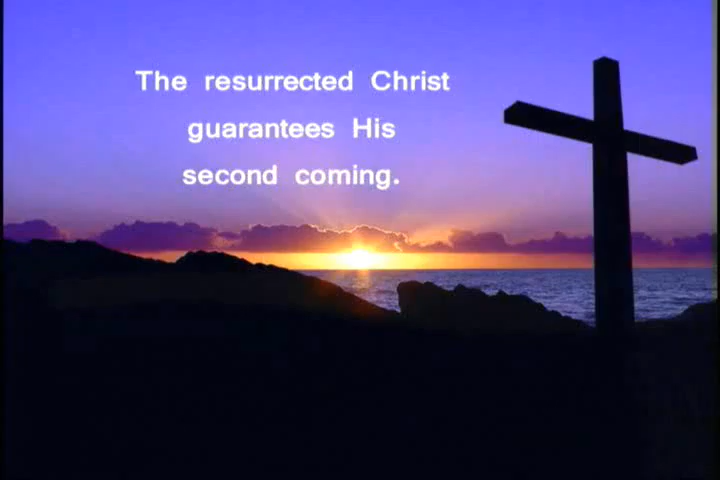 The resurrected Christ
guarantees His
second coming.